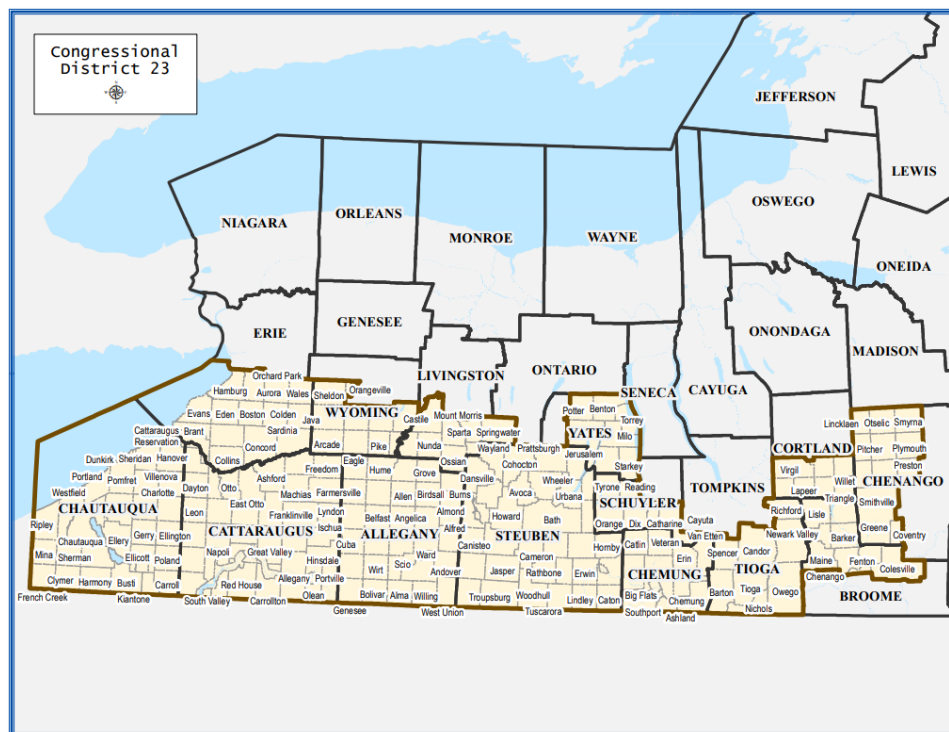 Congressional
District 23
JEFFERSON
LEWIS
OSWEGO
NIAGARA
ORLEANS
MONROE
WAYNE
ONEIDA
ERIE
GENESEE
ONONDAGA
MADISON
LIVINGSTON
ONTARIO
SENECA
CAYUGA
Orchard Park
Hamburg
Aurora
Wales
Sheldon
Orangeville
WYOMING
Castile
Mount Morris
Potter
Benton
Torrey
Evans
Eden
Boston
Colden
Java
Sparta
Springwater
YATES
Milo
Lincklaen
Otselic
Smyrna
Cattaraugus
Reservation
Brant
Sardinia
Arcade
Pike
Nunda
Wayland
Prattsburgh
Jerusalem
CORTLAND
Pitcher
Plymouth
Collins
Concord
Dunkirk
Sheridan
Hanover
Eagle
Ossian
Cohocton
Starkey
Virgil
Preston
Portland
Pomfret
Villenova
Dayton
Otto
East Otto
Ashford
Freedom
Hume
Grove
Dansville
Wheeler
Tyrone
Reading
TOMPKINS
Willet
CHENANGO
Westfield
Charlotte
Leon
Machias
Farmersville
Allen
Birdsall
Burns
Avoca
Urbana
SCHUYLER
Lapeer
Triangle
Smithville
CHAUTAUQUA
Franklinville
Lyndon
Almond
Howard
Richford
Lisle
Ripley
CATTARAUGUS
Ischua
Belfast
Angelica
Bath
Orange
Dix
Catharine
Cayuta
Greene
Chautauqua
Ellery
Gerry
Ellington
ALLEGANY
Alfred
STEUBEN
Van Etten
Newark Valley
Barker
Coventry
Mina
Sherman
Ellicott
Poland
Napoli
Great Valley
Cuba
Canisteo
Hornby
Catlin
Veteran
Spencer
Candor
Maine
Fenton
Hinsdale
Ward
Cameron
Erin
TIOGA
Chenango
Colesville
Clymer
Harmony
Busti
Carroll
Red House
Allegany
Portville
Wirt
Scio
Andover
Jasper
Rathbone
Erwin
CHEMUNG
Barton
Tioga
Owego
BROOME
French Creek
Kiantone
South Valley
Carrollton
Olean
Genesee
Bolivar
Alma
Willing
West Union
Troupsburg
Woodhull
Tuscarora
Lindley
Caton
Big Flats
Southport
Chemung
Ashland
Nichols